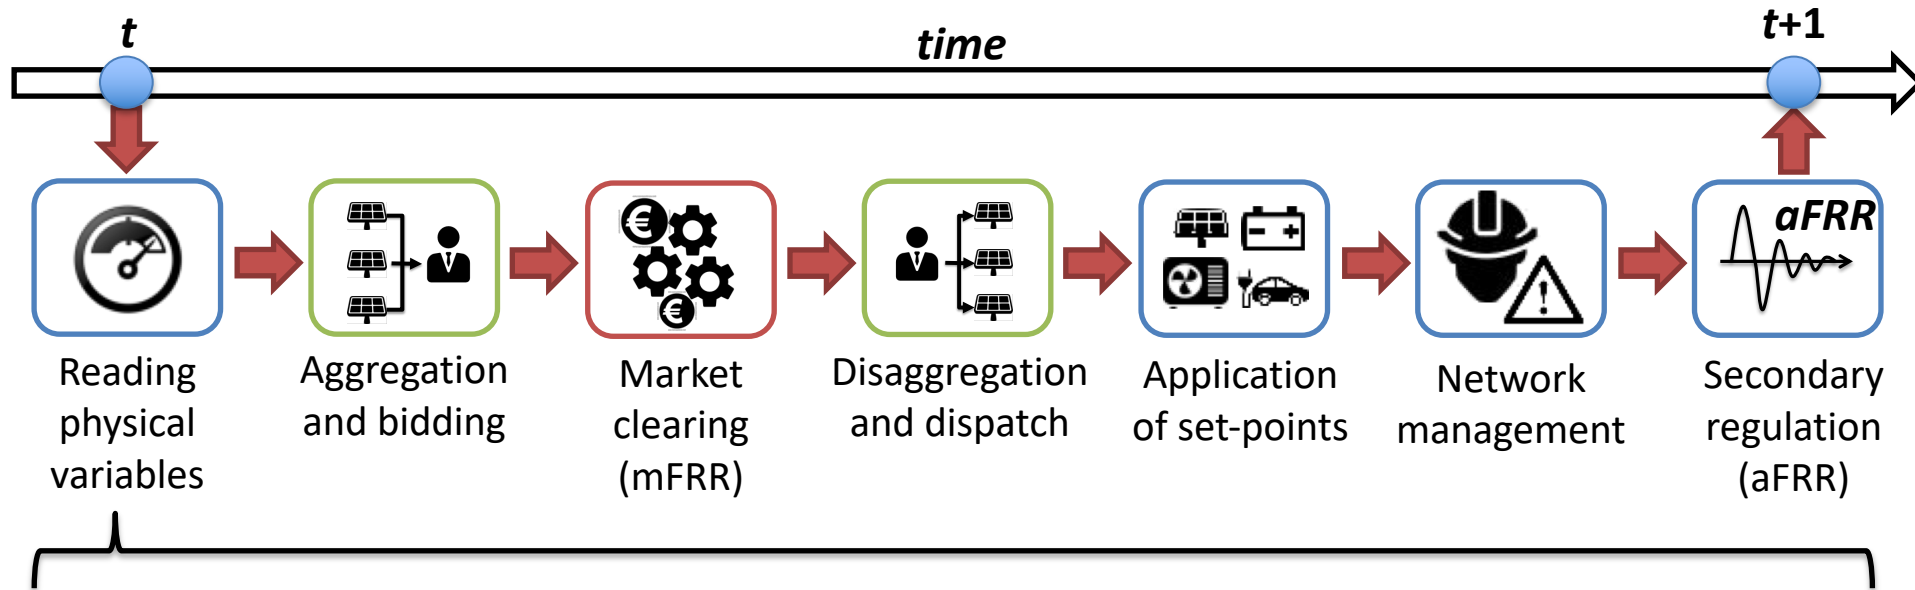 t
time
t+1
aFRR
Reading
physical
variables
Aggregation
and bidding
Market
clearing
(mFRR)
Disaggregation
and dispatch
Application
of set-points
Network
management
Secondary
regulation
(aFRR)